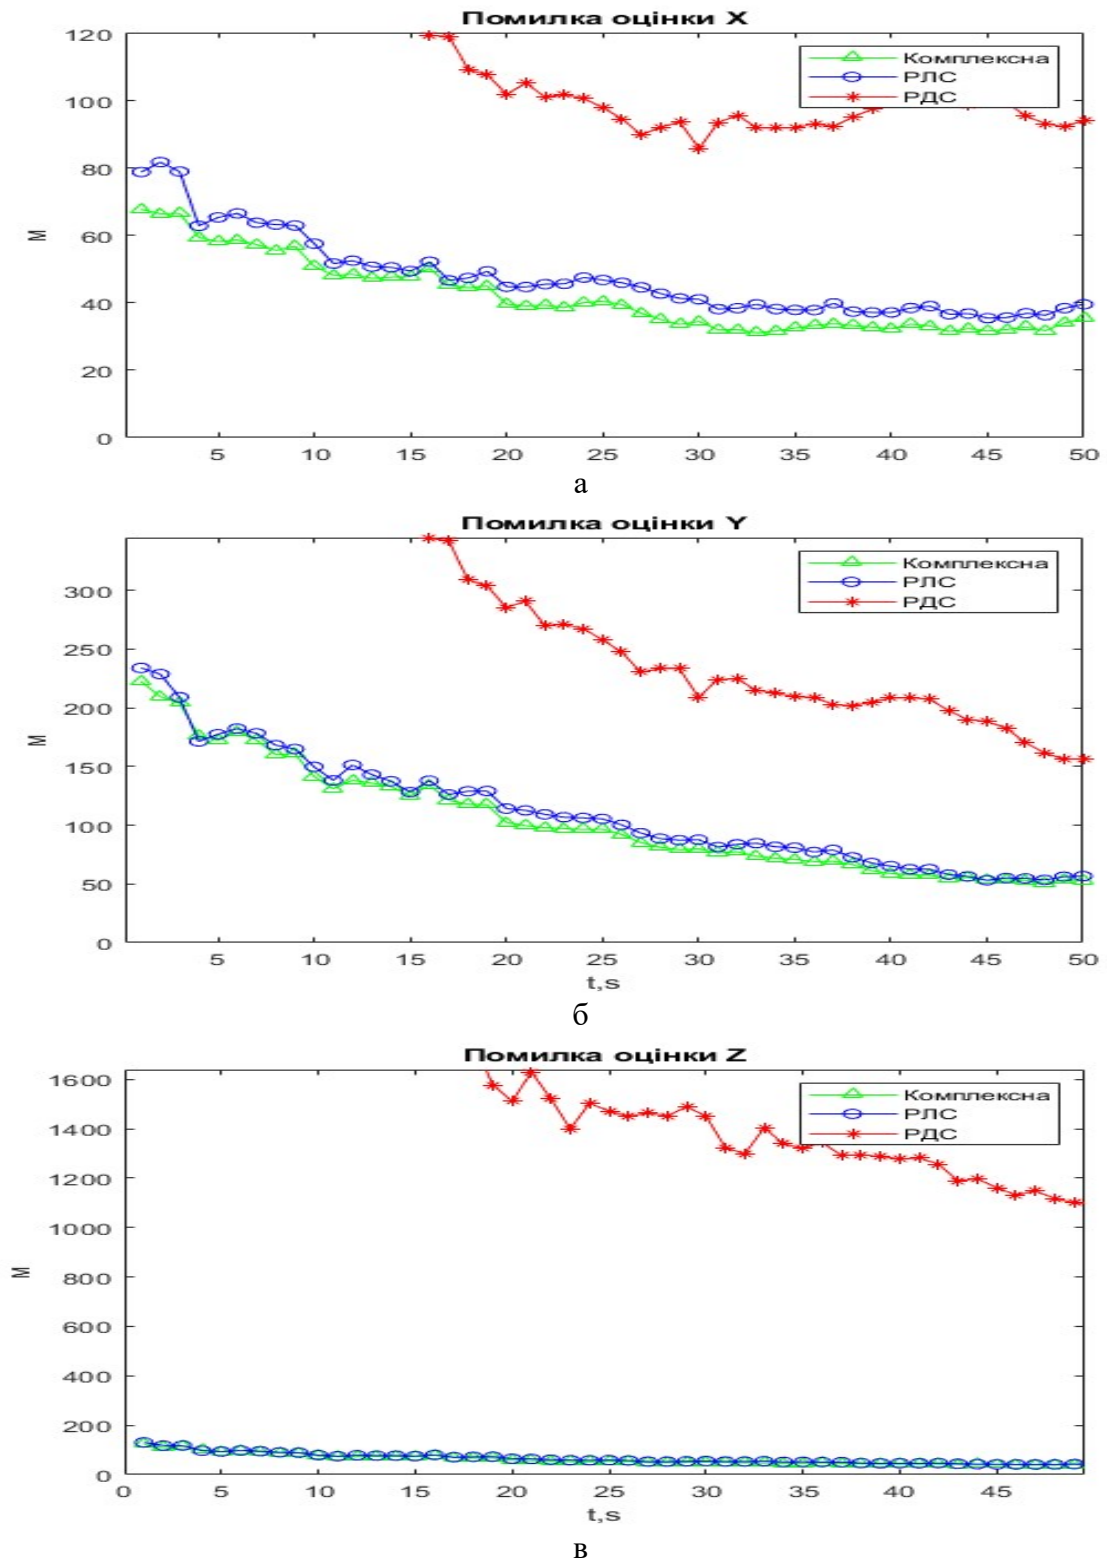 Помилка оцінки X
120
100
80
60
40
20
0
М
Комплексна
РЛС
РДС
5 10 15 20 25 30 35 40 45 50
а
Помилка оцінки Y
300
250
200
150
100
50
0
М
Комплексна
РЛС
РДС
5 10 15 20 25 30 35 40 45 50
t,s
б
Помилка оцінки Z
1600
1400
1200
1000
800
600
400
200
0
М
Комплексна
РЛС
РДС
0 5 10 15 20 25 30 35 40 45
t,s
в